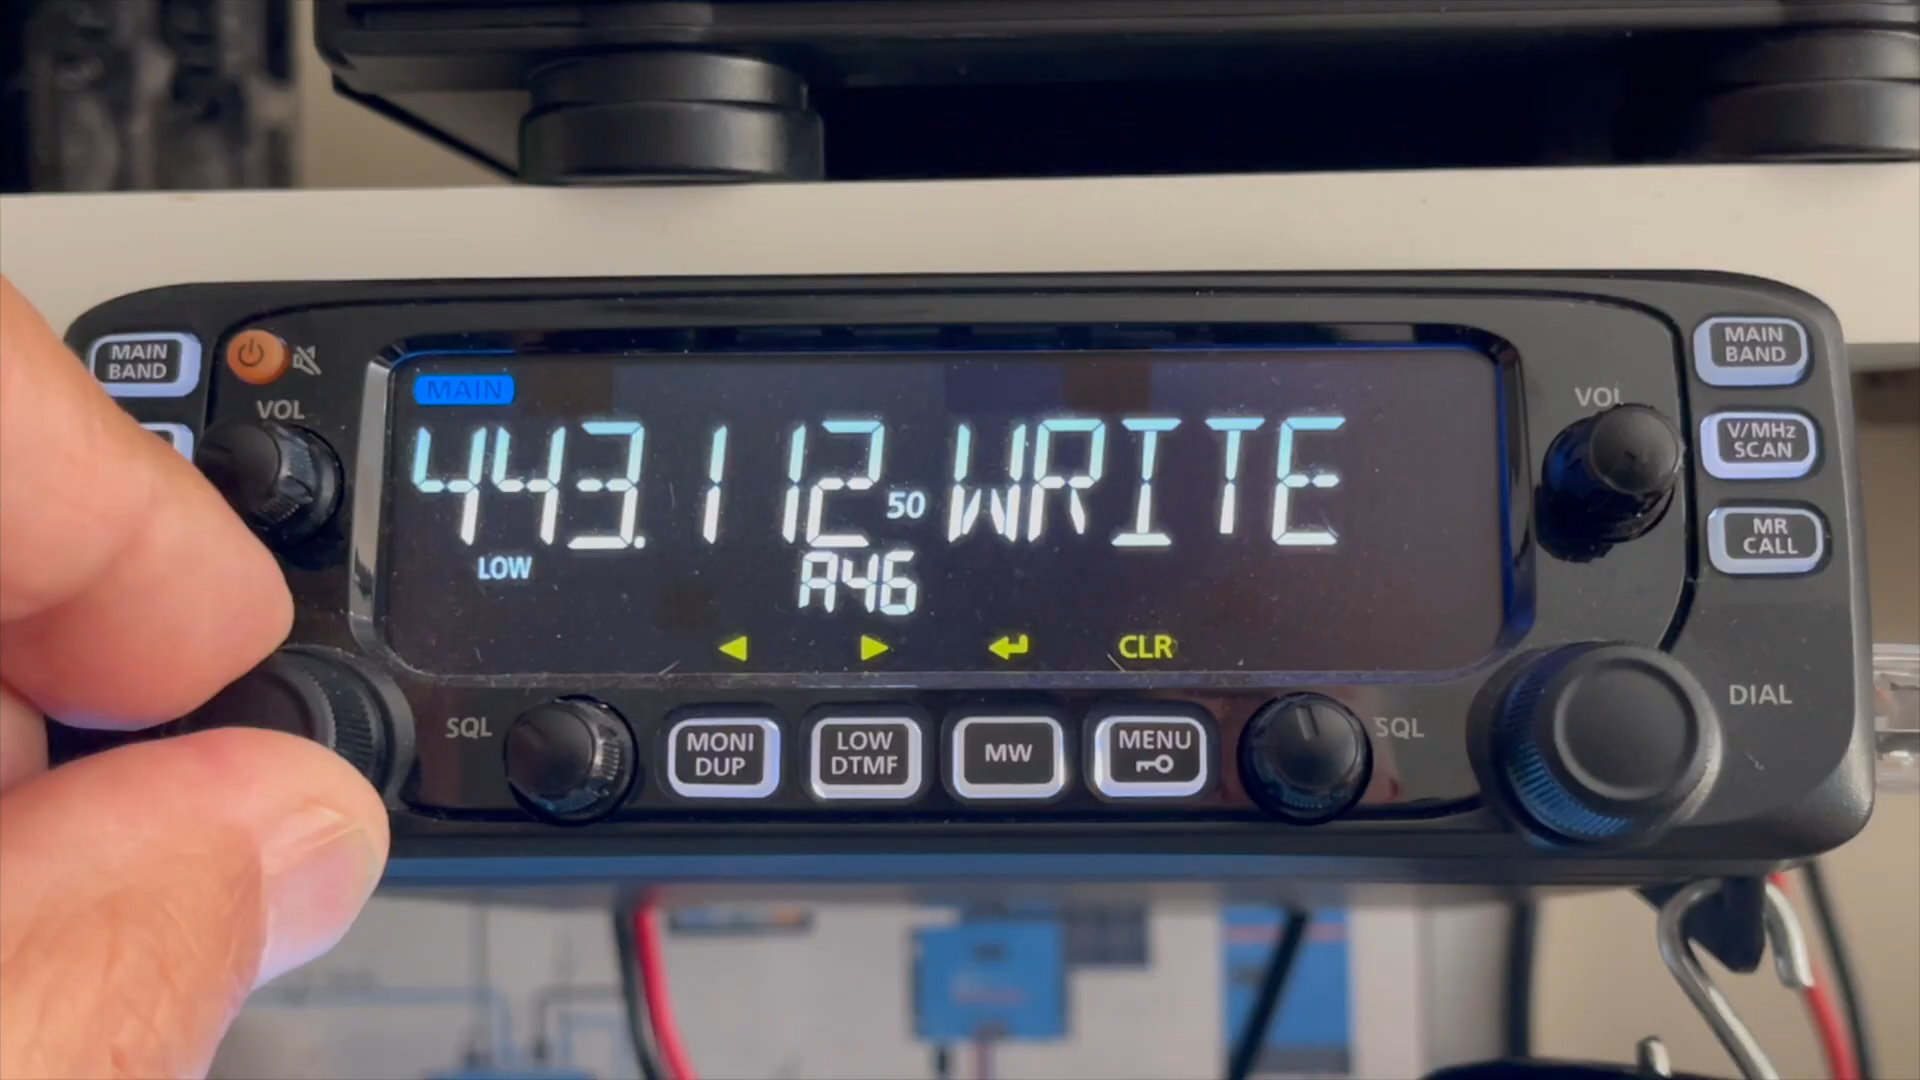 MAIN BAND
VOL
MAIN
443.112 50 WRITE
LOW
A46
CLR
SQL
MONI DUP
LOW DTMF
MW
MENU
SQL
VOL
DIAL
MAIN BAND
V/MHz SCAN
MR CALL